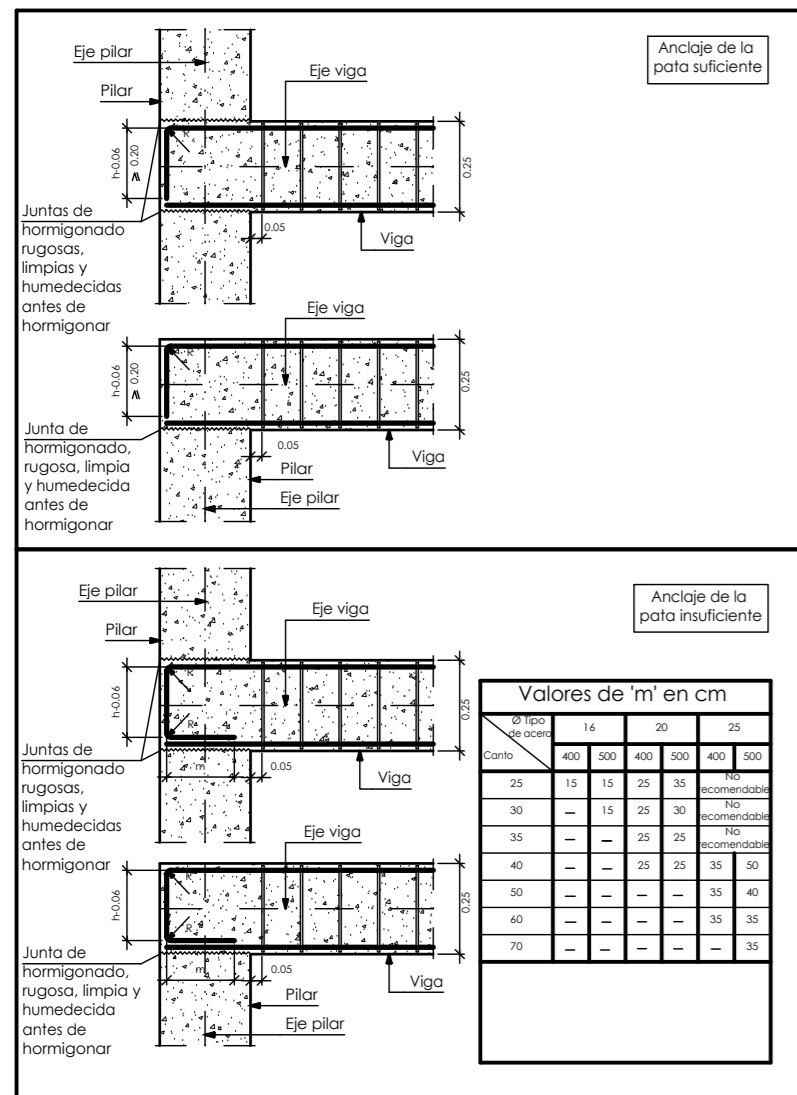 Eje pilar
Eje viga
Anclaje de la
pata suficiente
Pilar
R
h-0.06
⩾ 0.20
0.25
Juntas de
hormigonado
rugosas,
limpias y
humedecidas
antes de
hormigonar
0.05
Viga
Eje viga
R
h-0.06
⩾ 0.20
0.25
Junta de
hormigonado,
rugosa, limpia
y humedecida
antes de
hormigonar
0.05
Viga
Pilar
Eje pilar
Eje pilar
Eje viga
Anclaje de la
pata insuficiente
Pilar
R
h-0.06
R
0.25
Juntas de
hormigonado
rugosas,
limpias y
humedecidas
antes de
hormigonar
m
0.05
Viga
Eje viga
R
h-0.06
R
0.25
Junta de
hormigonado,
rugosa, limpia y
humedecida
antes de
hormigonar
m
0.05
Viga
Pilar
Eje pilar
Valores de 'm' en cm
Ø Tipo
de acero
Canto
16 20 25
400 500 400 500 400 500
25 15 15 25 35 No
recomendable
30 — 15 25 30 No
recomendable
35 — — 25 25 No
recomendable
40 — — 25 25 35 50
50 — — — — 35 40
60 — — — — 35 35
70 — — — — — 35